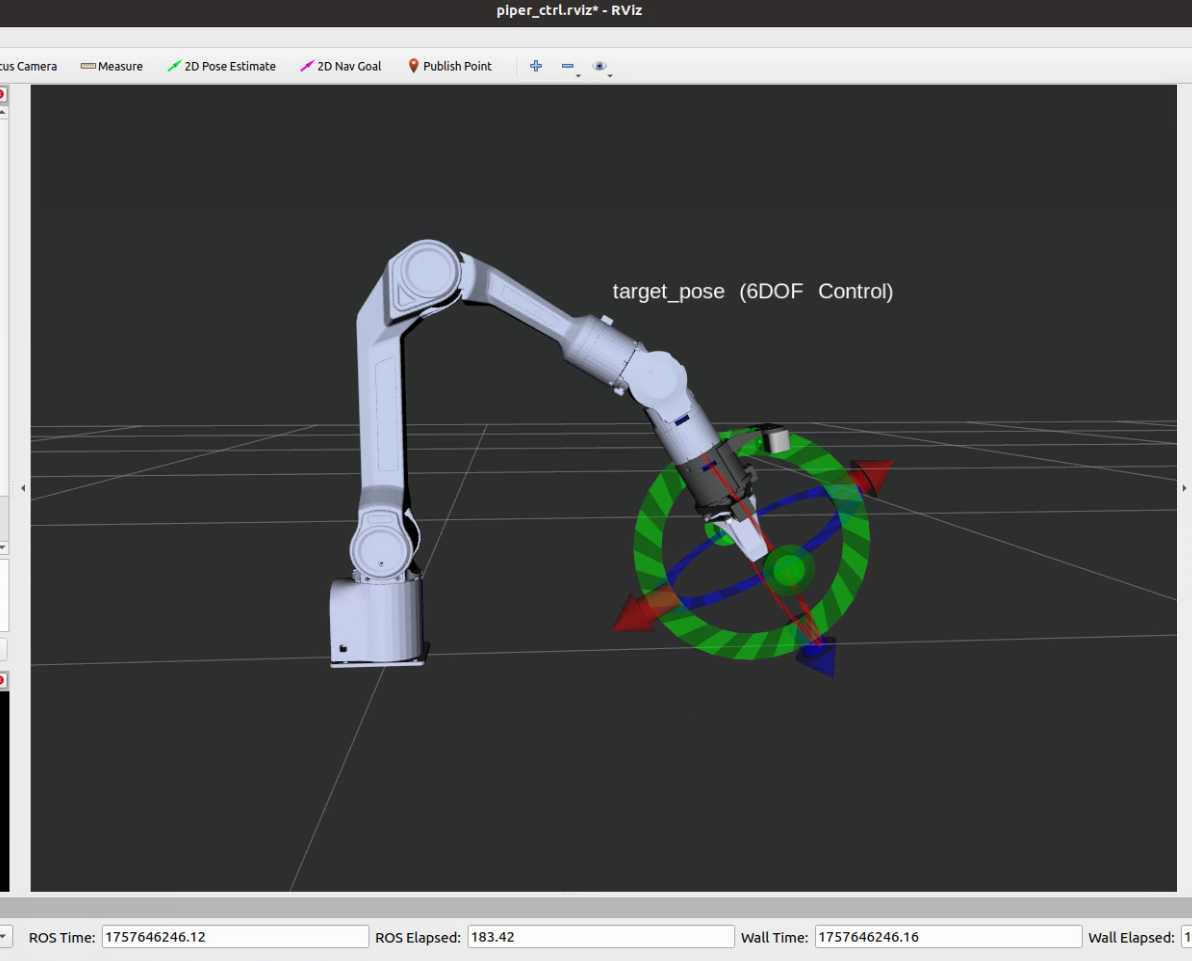 piper_ctrl.rviz* - RViz
cus Camera Measure 2D Pose Estimate 2D Nav Goal Publish Point
target_pose (6DOF Control)
ROS Time: 1757646246.12 ROS Elapsed: 183.42 Wall Time: 1757646246.16 Wall Elapsed: 1